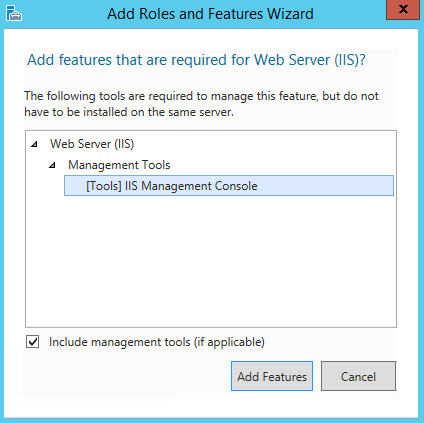 Add Roles and Features Wizard
x
Add features that are required for Web Server (IIS)?
The following tools are required to manage this feature, but do not
have to be installed on the same server.
Web Server (IIS)
Management Tools
[Tools] IIS Management Console
Include management tools (if applicable)
Add Features
Cancel